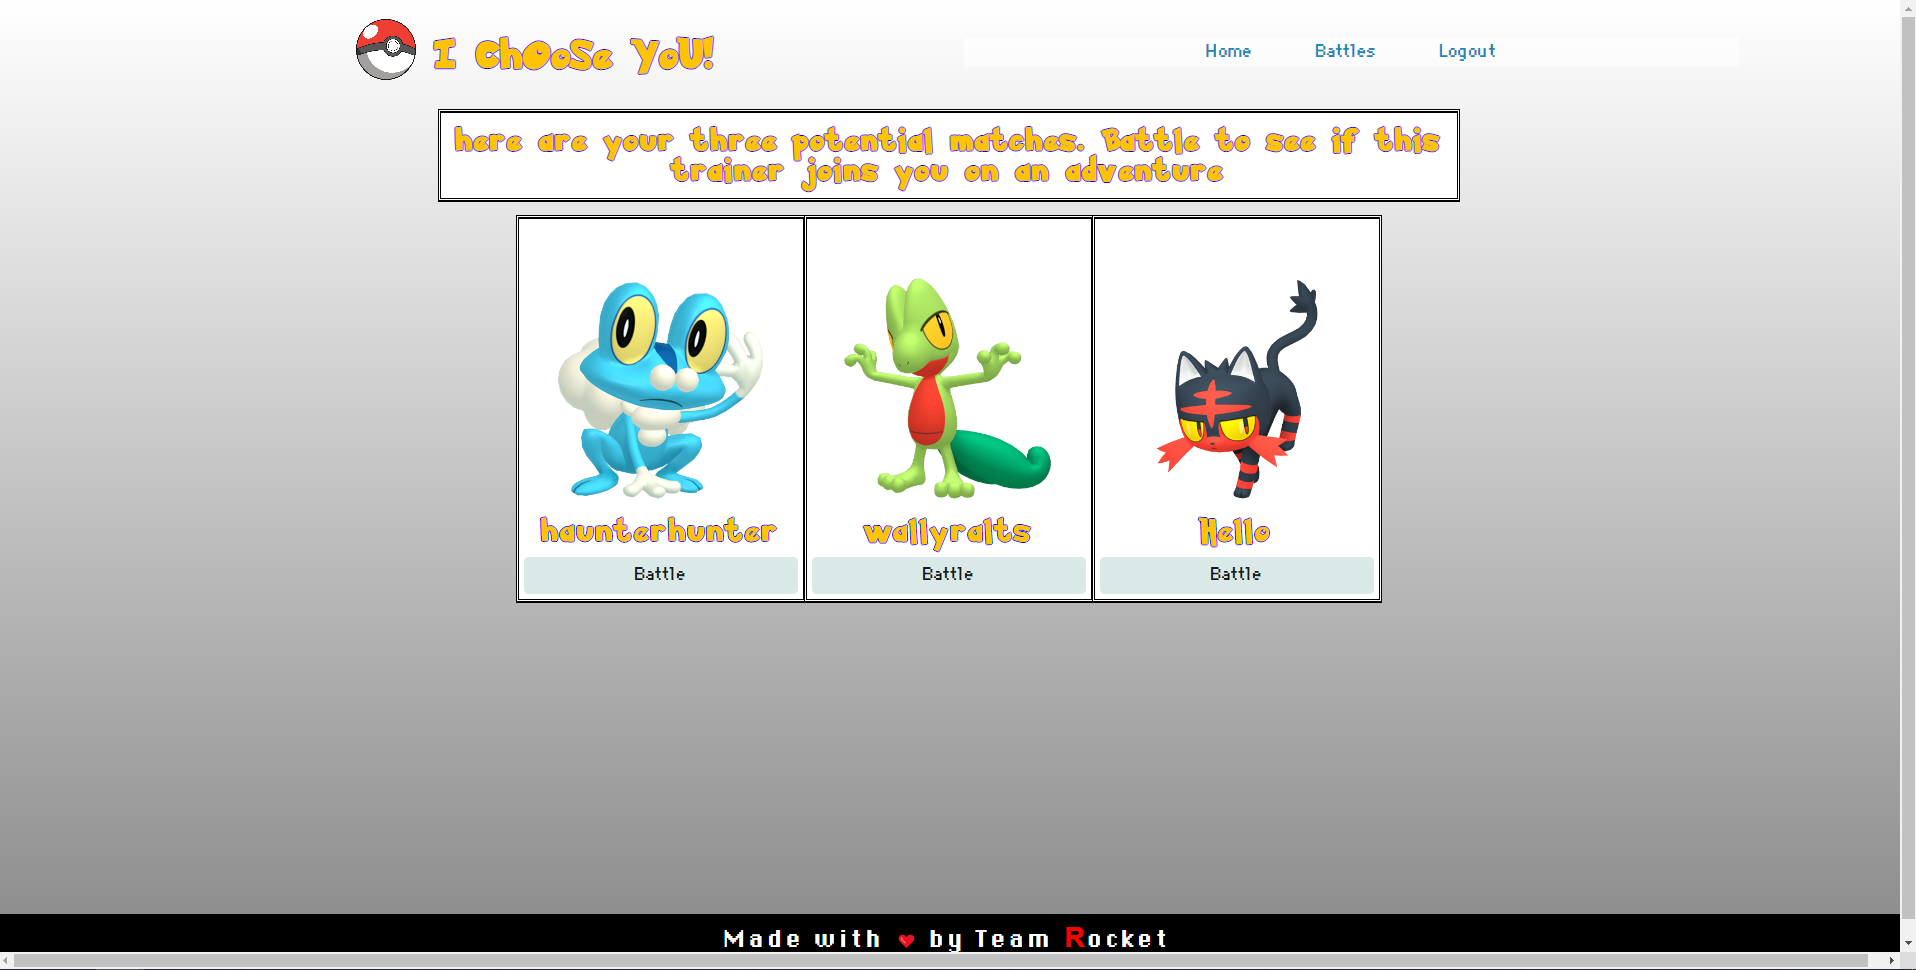 I ChOoSe YoU!
Home Battles Logout
here are your three potential matches. Battle to see if this
trainer joins you on an adventure
haunterhunter
Battle
wallyralts
Battle
Hello
Battle
Made with ❤ by Team Rocket